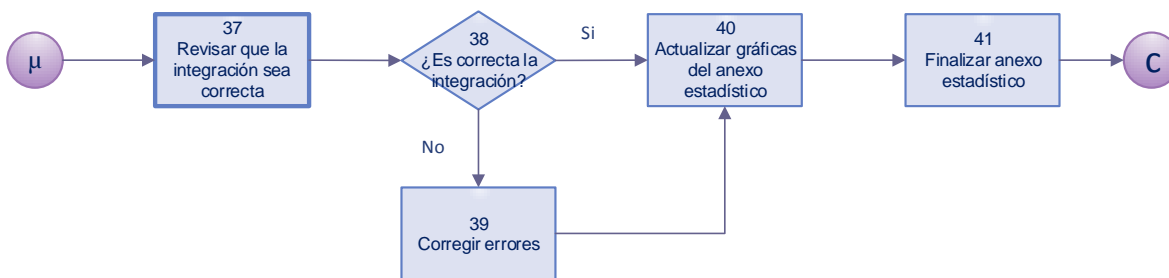 μ
37
Revisar que la
integración sea
correcta
38
¿Es correcta la
integración?
Si
No
39
Corregir errores
40
Actualizar gráficas
del anexo
estadístico
41
Finalizar anexo
estadístico
C